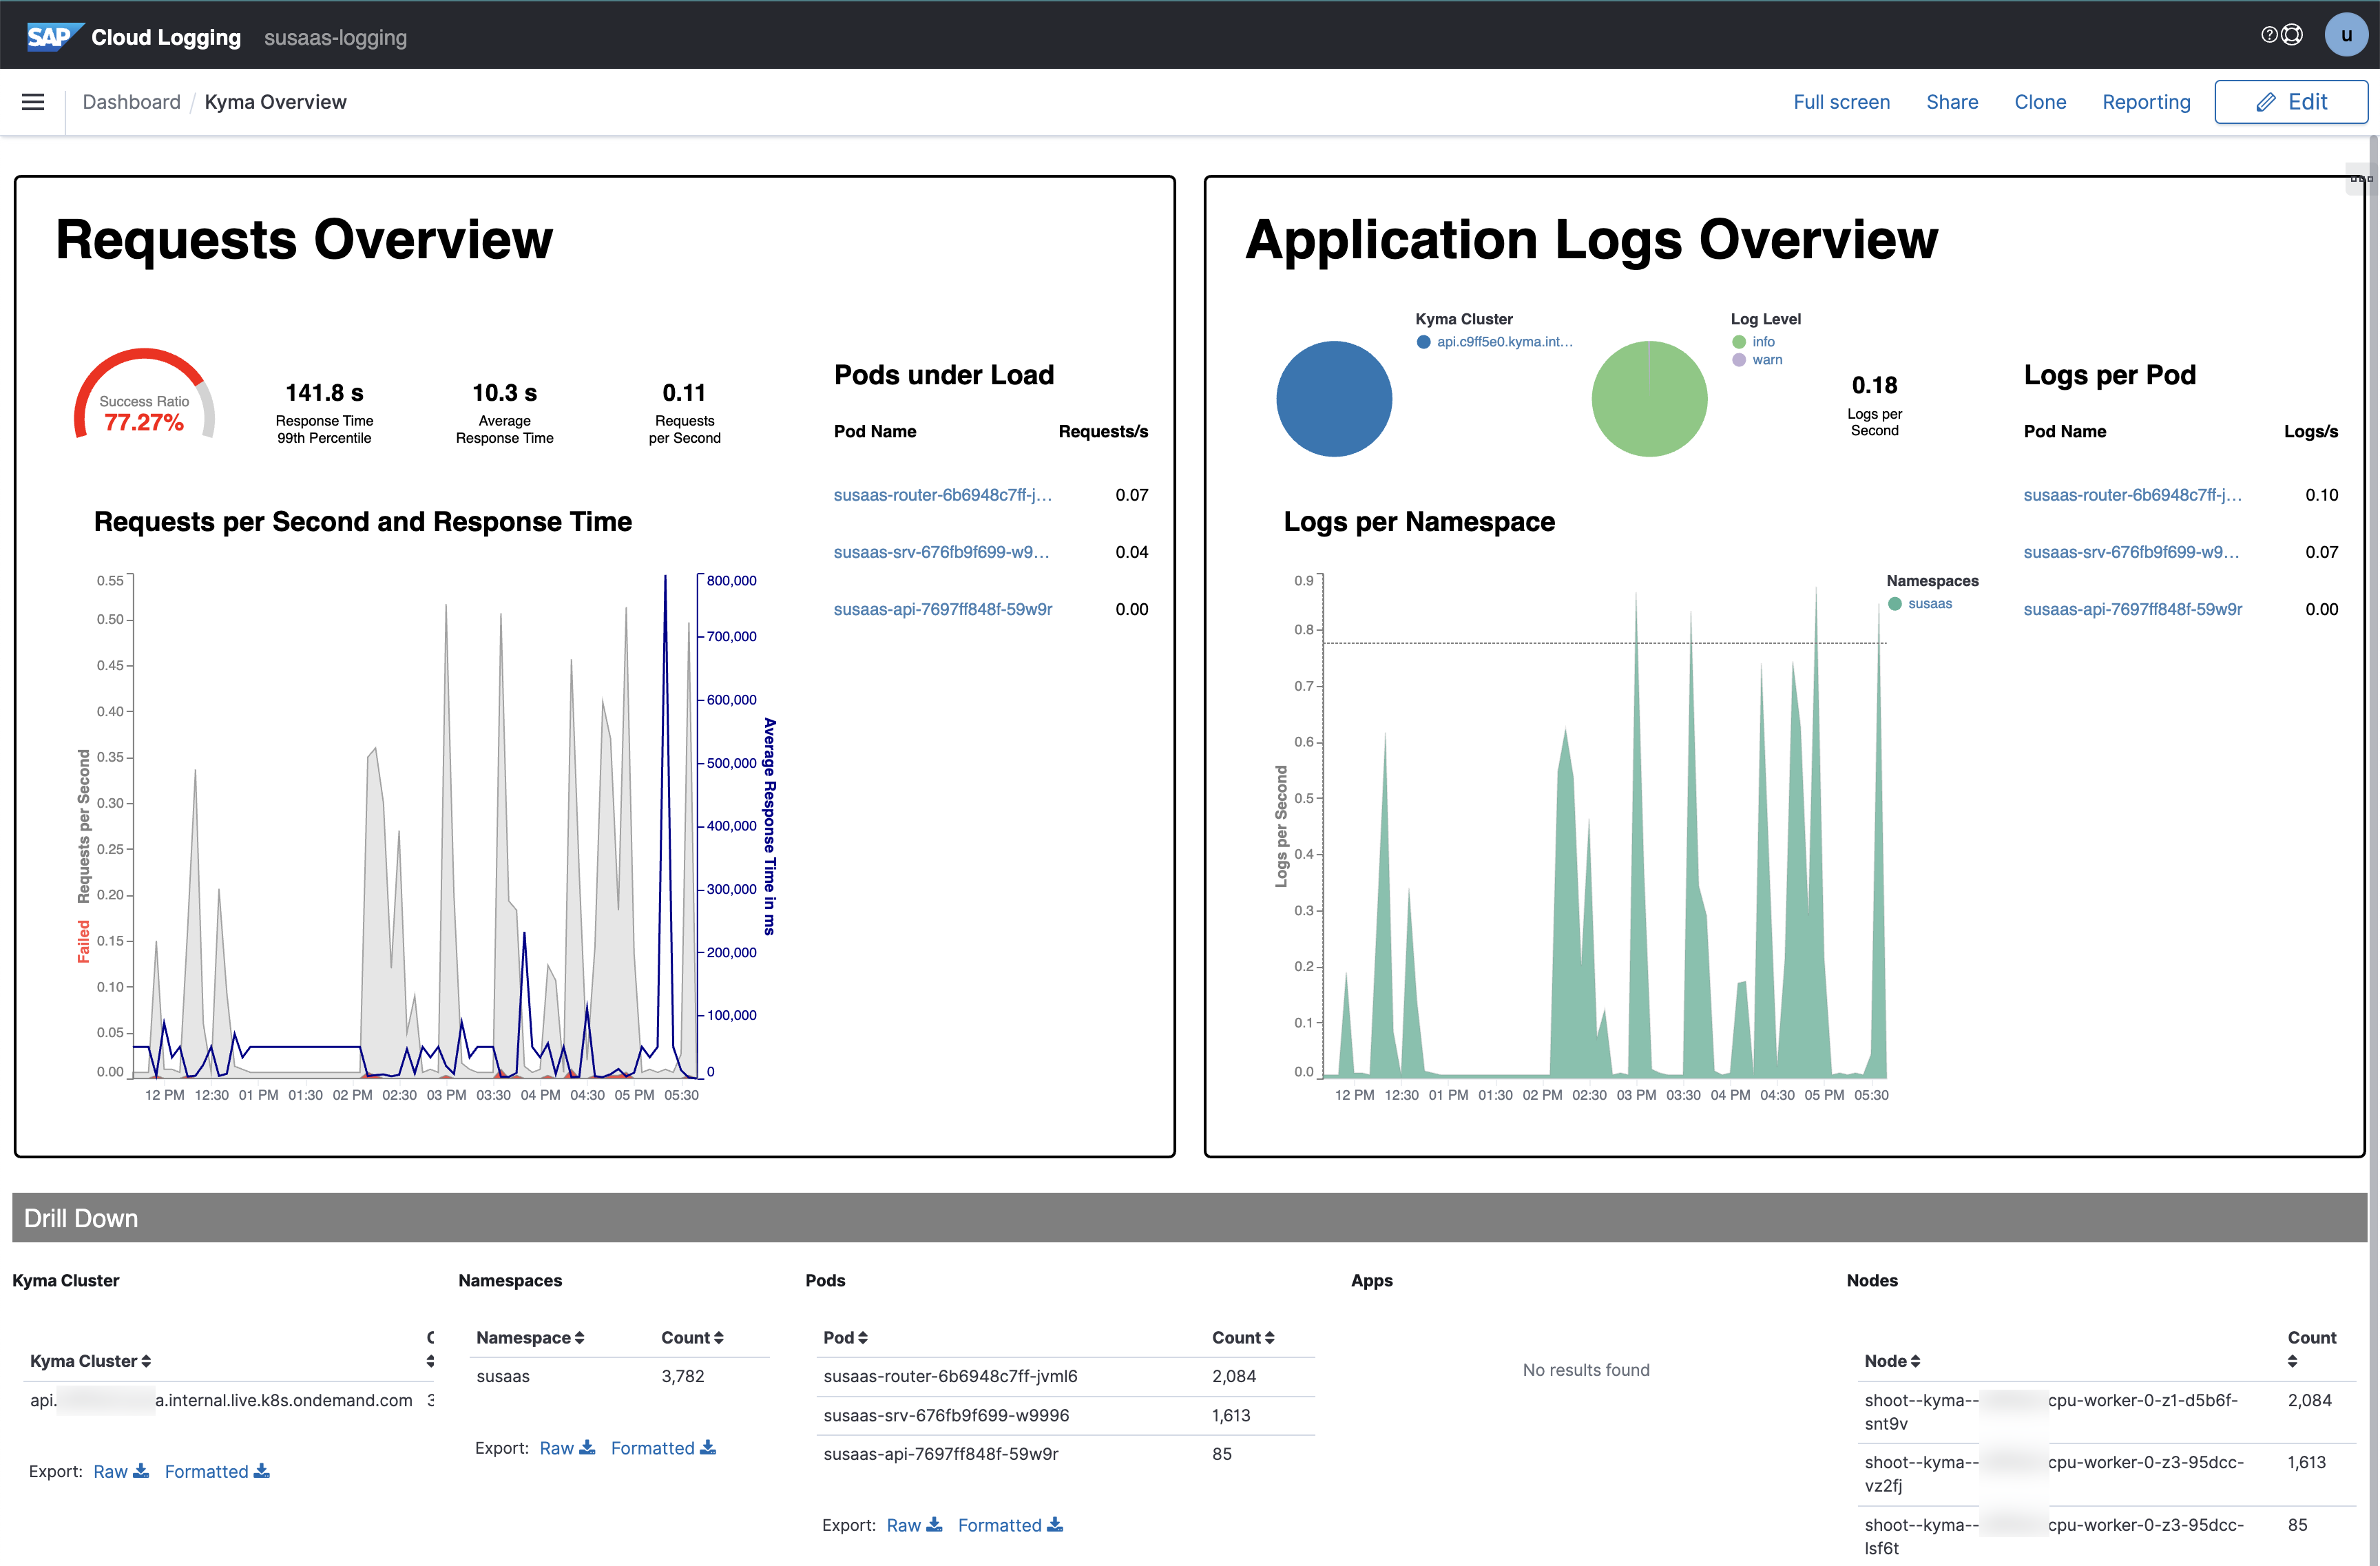 SAP Cloud Logging susaas-logging
u
Dashboard / Kyma Overview
Full screen Share Clone Reporting Edit
Requests Overview
Success Ratio
77.27%
141.8 s
Response Time
99th Percentile
10.3 s
Average
Response Time
0.11
Requests
per Second
Pods under Load
Pod Name Requests/s
susaas-router-6b6948c7ff-j... 0.07
susaas-srv-676fb9f699-w9... 0.04
susaas-api-7697ff848f-59w9r 0.00
Requests per Second and Response Time
0.55
0.50
0.45
0.40
0.35
0.30
0.25
0.20
0.15
0.10
0.05
0.00
Failed Requests per Second
800,000
700,000
600,000
500,000
400,000
300,000
200,000
100,000
0
Average Response Time in ms
12 PM 12:30 01 PM 01:30 02 PM 02:30 03 PM 03:30 04 PM 04:30 05 PM 05:30
Application Logs Overview
Kyma Cluster
api.c9ff5e0.kyma.int...
Log Level
info
warn
0.18
Logs per
Second
Logs per Pod
Pod Name Logs/s
susaas-router-6b6948c7ff-j... 0.10
susaas-srv-676fb9f699-w9... 0.07
susaas-api-7697ff848f-59w9r 0.00
Logs per Namespace
0.9
0.8
0.7
0.6
0.5
0.4
0.3
0.2
0.1
0.0
Logs per Second
Namespaces
susaas
12 PM 12:30 01 PM 01:30 02 PM 02:30 03 PM 03:30 04 PM 04:30 05 PM 05:30
Drill Down
Kyma Cluster
Kyma Cluster
api. a.internal.live.k8s.ondemand.com
Export: Raw Formatted
Namespaces
Namespace Count
susaas 3,782
Export: Raw Formatted
Pods
Pod Count
susaas-router-6b6948c7ff-jvml6 2,084
susaas-srv-676fb9f699-w9996 1,613
susaas-api-7697ff848f-59w9r 85
Export: Raw Formatted
Apps
No results found
Nodes
Node Count
shoot--kyma-- cpu-worker-0-z1-d5b6f- 2,084
snt9v
shoot--kyma-- cpu-worker-0-z3-95dcc- 1,613
vz2fj
shoot--kyma-- cpu-worker-0-z3-95dcc- 85
lsf6t